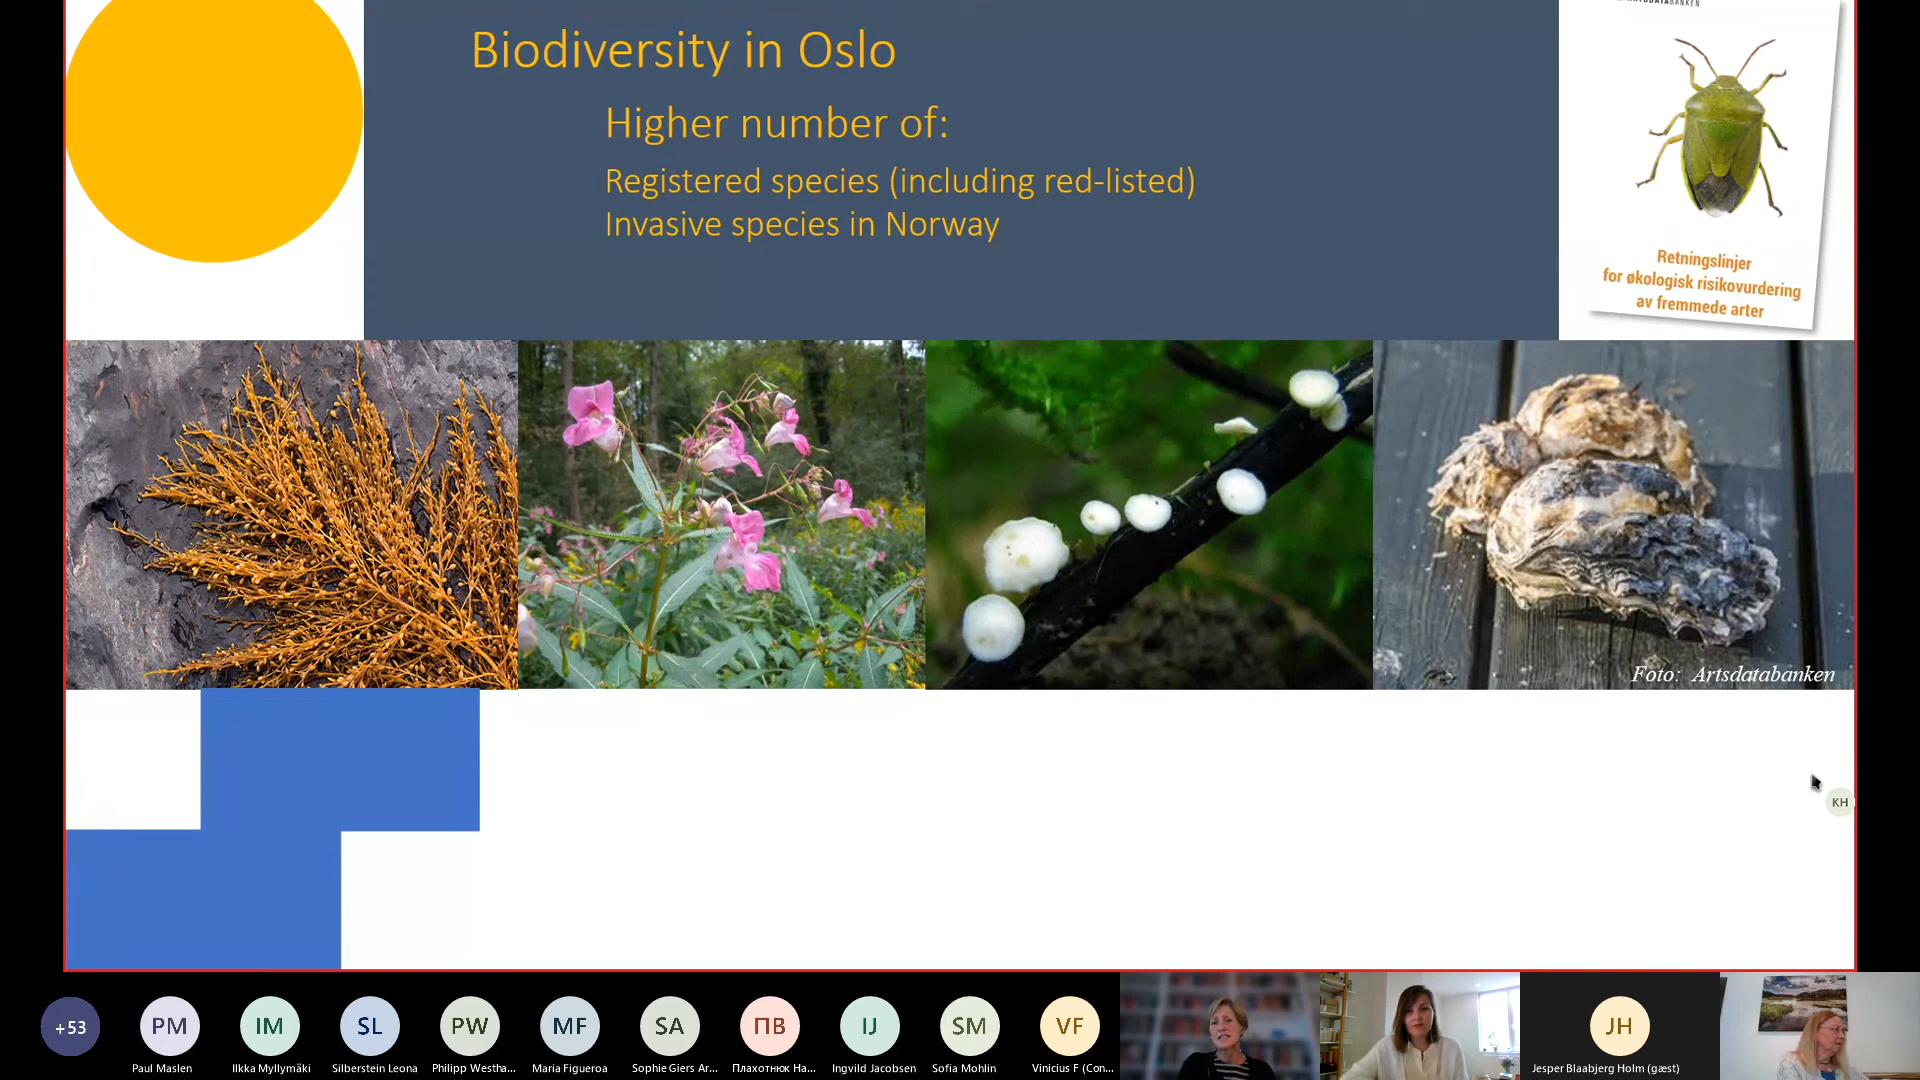 ARTSDATABANKEN
Biodiversity in Oslo
Higher number of:
Registered species (including red-listed)
Invasive species in Norway
Retningslinjer
for økologisk risikovurdering
av fremmede arter
Foto: Artsdatabanken
KH
+53
PM
IM
SL
PW
MF
SA
ПВ
IJ
SM
VF
JH
Paul Maslen
Ilkka Myllymäki
Silberstein Leona
Philipp Westha...
Maria Figueroa
Sophie Giers Ar...
Плахотнюк На...
Ingvild Jacobsen
Sofia Mohlin
Vinicius F (Con...
Jesper Blaabjerg Holm (gæst)